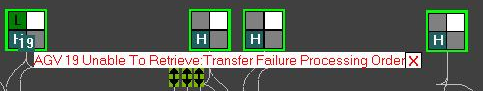 L
H
H
H
H
19
AGV 19 Unable To Retrieve:Transfer Failure Processing Order X